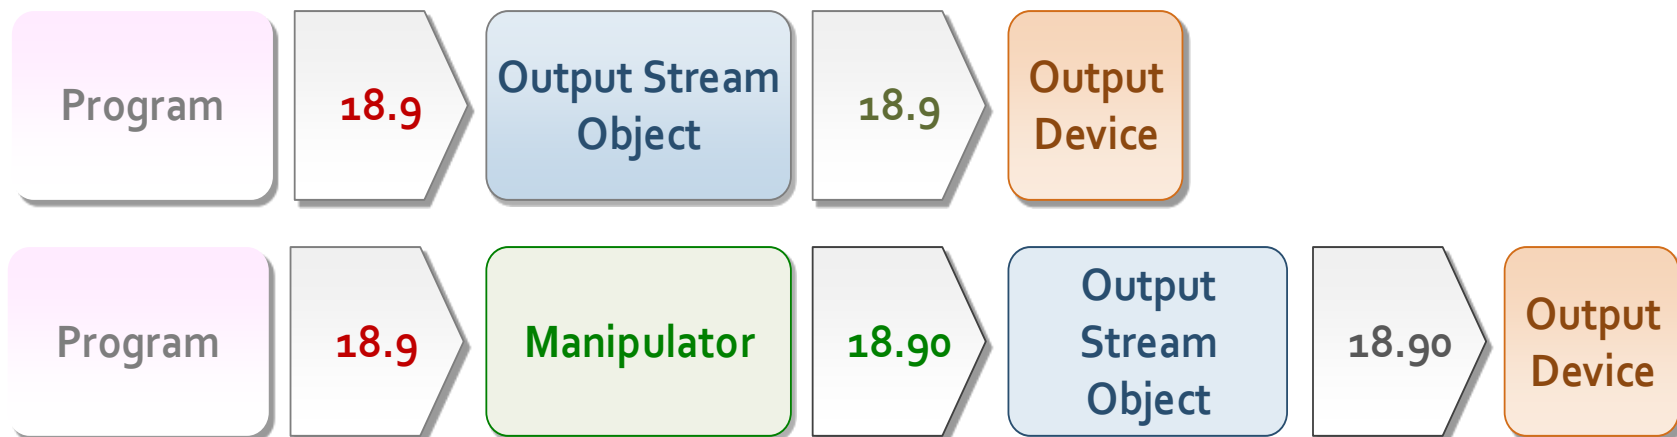 Program
18.9
Output Stream
Object
18.9
Output
Device
Program
18.9
Manipulator
18.90
Output
Stream
Object
18.90
Output
Device